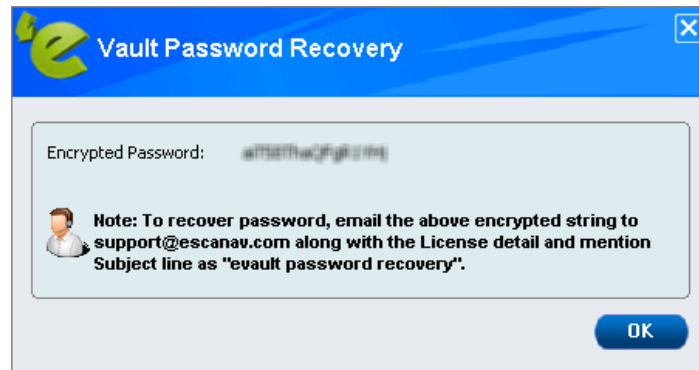 Vault Password Recovery
Encrypted Password:
Note: To recover password, email the above encrypted string to
support@escanav.com along with the License detail and mention
Subject line as "evault password recovery".
OK